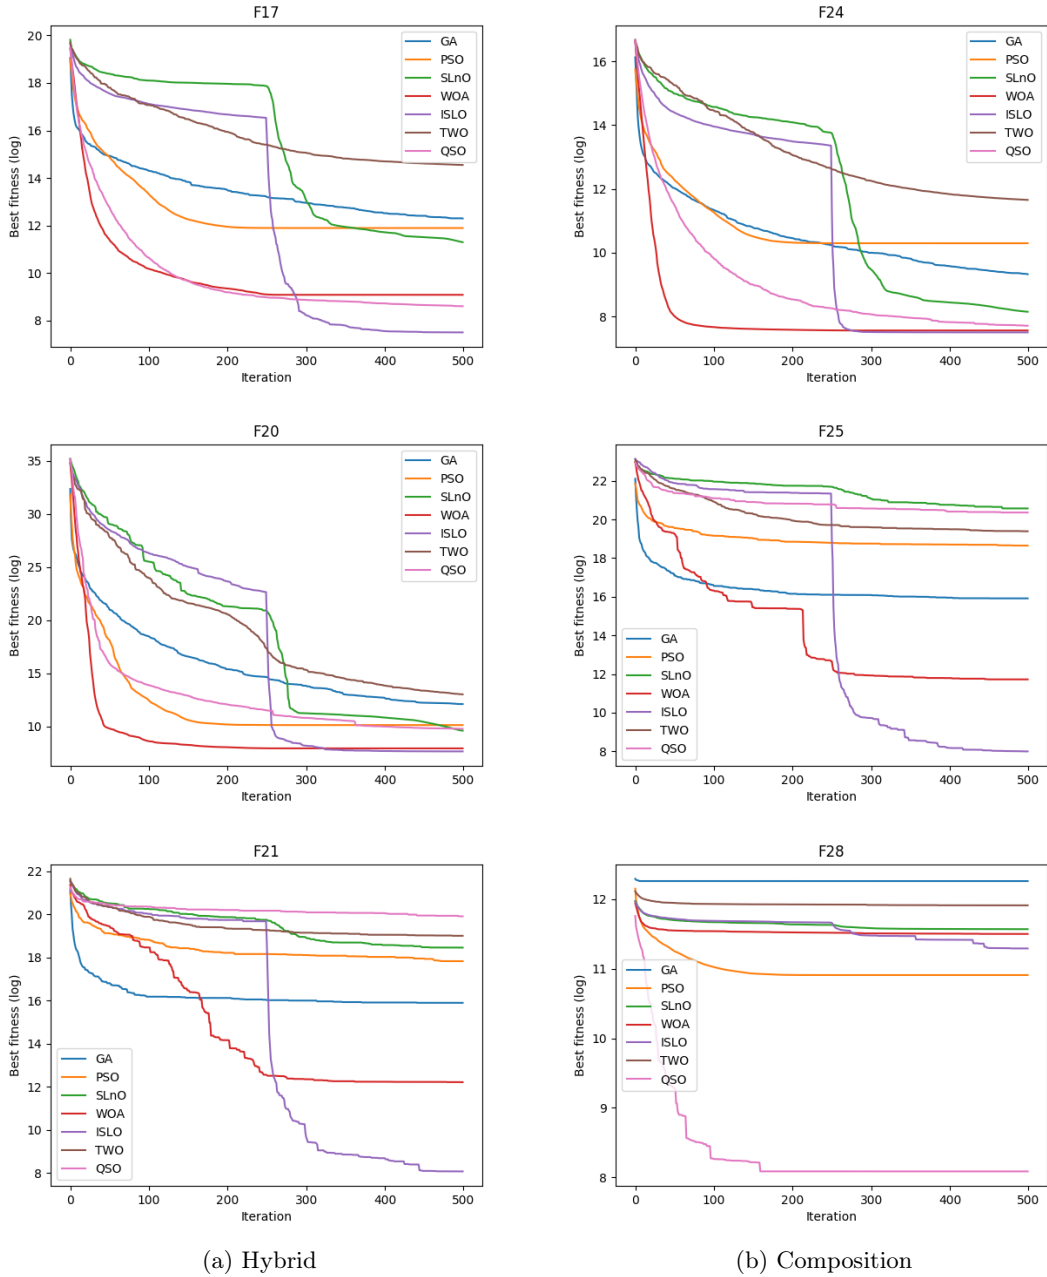 F17
Best fitness (log)
20
18
16
14
12
10
8
0
100
200
300
400
500
Iteration
GA
PSO
SLnO
WOA
ISLO
TWO
QSO
F24
Best fitness (log)
16
14
12
10
8
0
100
200
300
400
500
Iteration
GA
PSO
SLnO
WOA
ISLO
TWO
QSO
F20
Best fitness (log)
35
30
25
20
15
10
0
100
200
300
400
500
Iteration
GA
PSO
SLnO
WOA
ISLO
TWO
QSO
F25
Best fitness (log)
22
20
18
16
14
12
10
8
0
100
200
300
400
500
Iteration
GA
PSO
SLnO
WOA
ISLO
TWO
QSO
F21
Best fitness (log)
22
20
18
16
14
12
10
8
0
100
200
300
400
500
Iteration
GA
PSO
SLnO
WOA
ISLO
TWO
QSO
F28
Best fitness (log)
12
11
10
9
8
0
100
200
300
400
500
Iteration
GA
PSO
SLnO
WOA
ISLO
TWO
QSO
(a) Hybrid
(b) Composition